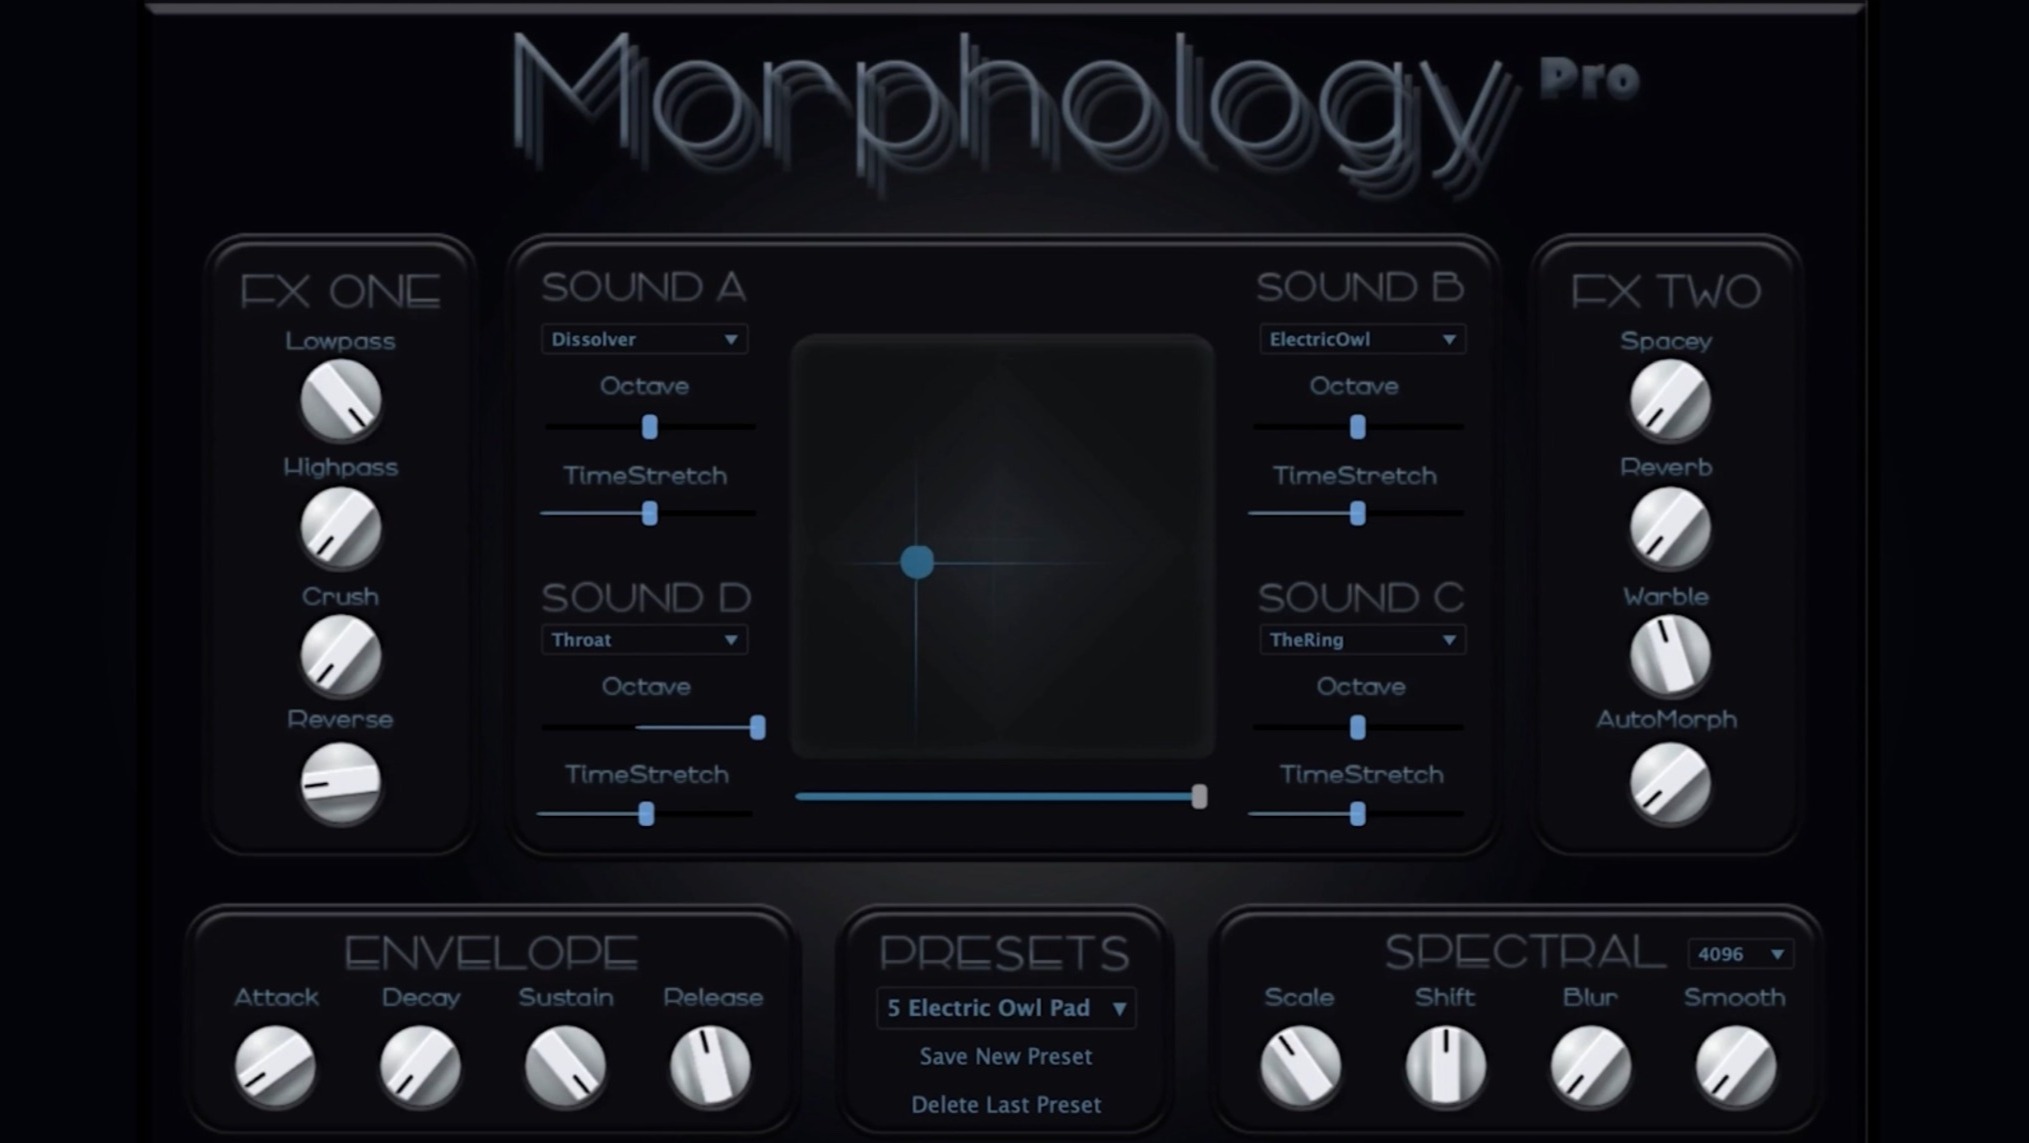 Morphology Pro
FX ONE
Lowpass
Highpass
Crush
Reverse
SOUND A
Dissolver
Octave
TimeStretch
SOUND B
ElectricOwl
Octave
TimeStretch
SOUND D
Throat
Octave
TimeStretch
SOUND C
TheRing
Octave
TimeStretch
FX TWO
Spacey
Reverb
Warble
AutoMorph
ENVELOPE
Attack Decay Sustain Release
PRESETS
5 Electric Owl Pad
Save New Preset
Delete Last Preset
SPECTRAL 4096
Scale Shift Blur Smooth